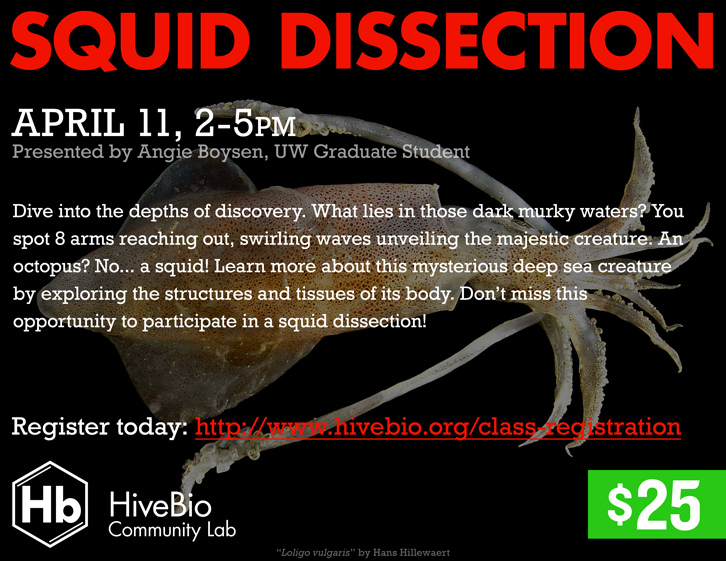 SQUID DISSECTION
APRIL 11, 2-5PM
Presented by Angie Boysen, UW Graduate Student
Dive into the depths of discovery. What lies in those dark murky waters? You
spot 8 arms reaching out, swirling waves unveiling the majestic creature. An
octopus? No... a squid! Learn more about this mysterious deep sea creature
by exploring the structures and tissues of its body. Don't miss this
opportunity to participate in a squid dissection!
Register today: http://www.hivebio.org/class-registration
Hb
HiveBio
Community Lab
$25
"Loligo vulgaris" by Hans Hillewaert